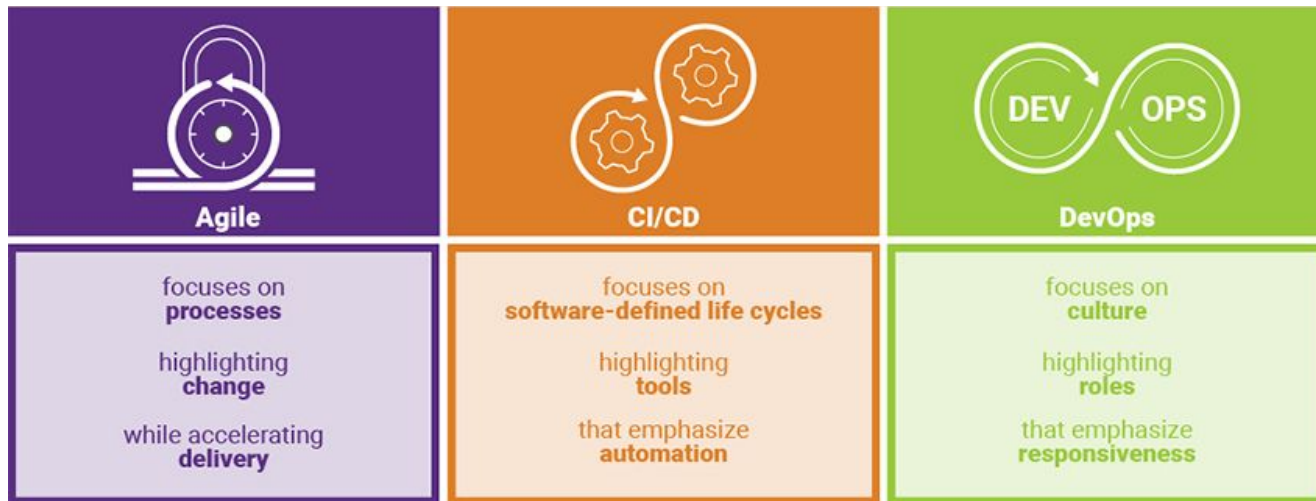 Agile
focuses on
processes
highlighting
change
while accelerating
delivery
CI/CD
focuses on
software-defined life cycles
highlighting
tools
that emphasize
automation
DEV OPS
DevOps
focuses on
culture
highlighting
roles
that emphasize
responsiveness